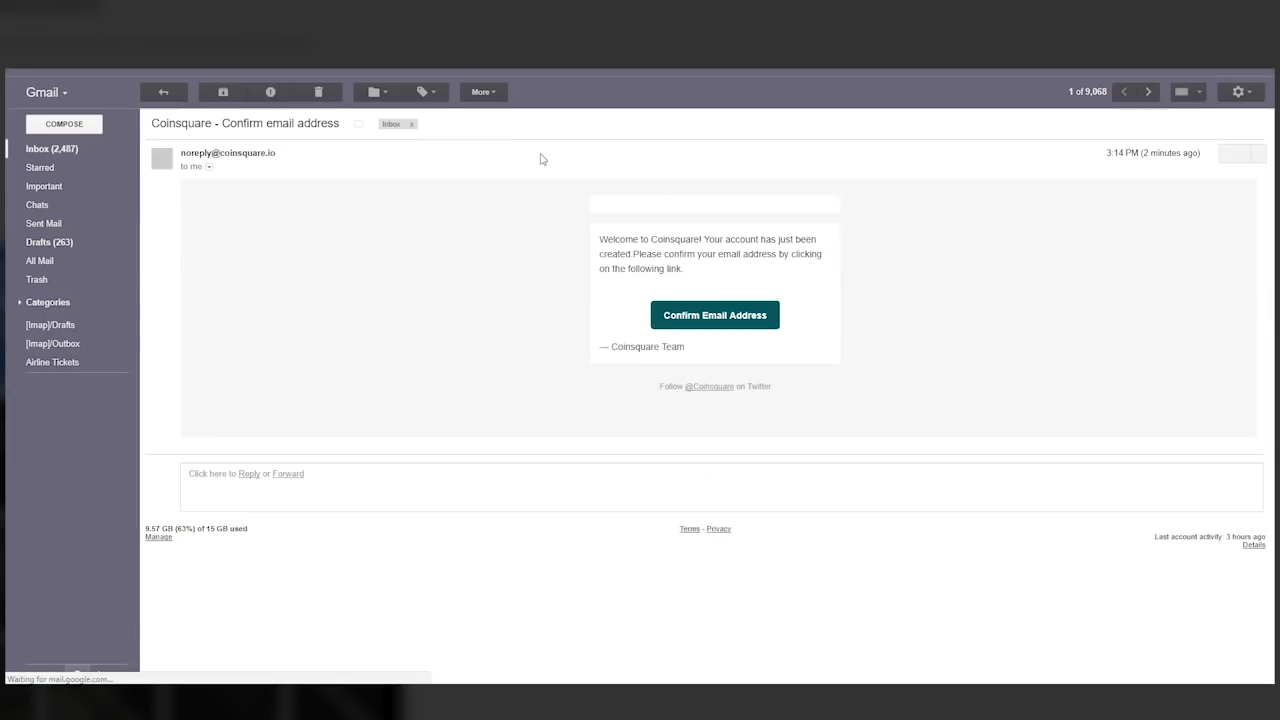 Gmail
More
1 of 9,068
COMPOSE
Coinsquare - Confirm email address
Inbox x
Inbox (2,487)
noreply@coinsquare.io
3:14 PM (2 minutes ago)
to me
Starred
Important
Chats
Sent Mail
Drafts (263)
All Mail
Trash
Categories
[Imap]/Drafts
[Imap]/Outbox
Airline Tickets
Welcome to Coinsquare! Your account has just been
created.Please confirm your email address by clicking
on the following link.
Confirm Email Address
— Coinsquare Team
Follow @Coinsquare on Twitter
Click here to Reply or Forward
9.57 GB (63%) of 15 GB used
Manage
Terms - Privacy
Last account activity: 3 hours ago
Details
Waiting for mail.google.com...